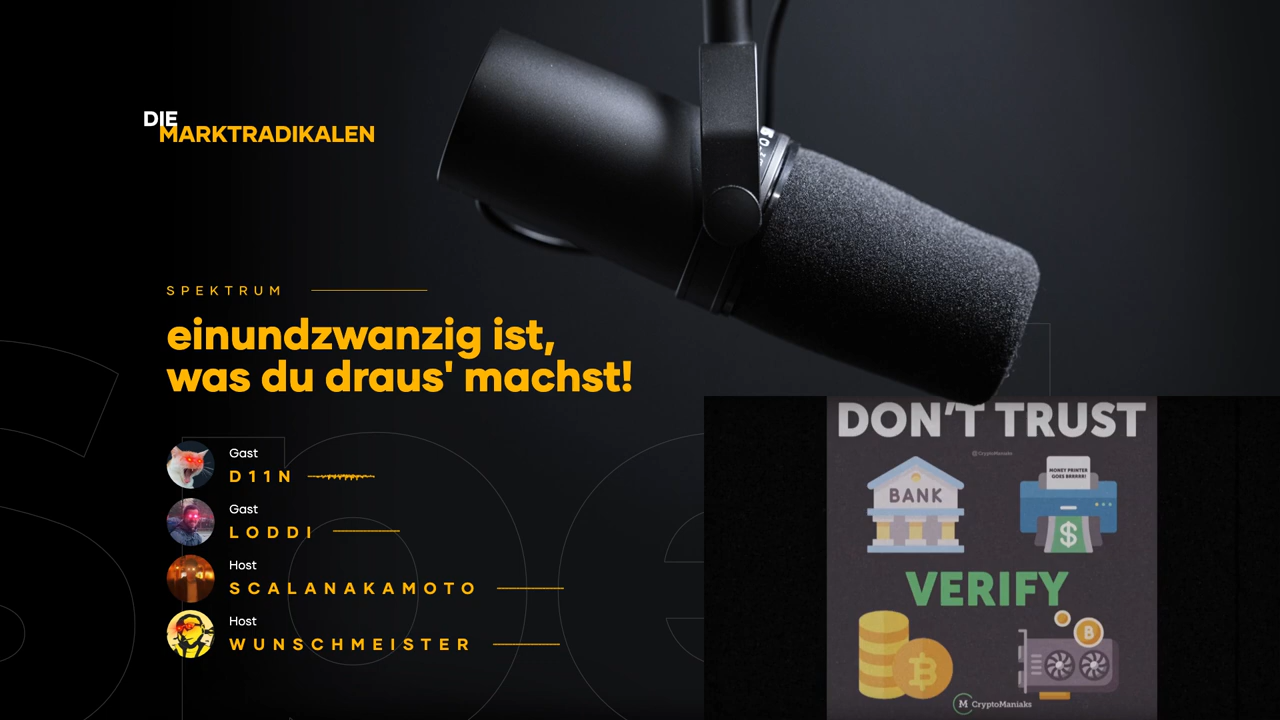 DIE
MARKTRADIKALEN
SPEKTRUM
einundzwanzig ist,
was du draus' machst!
Gast
D11N
Gast
LODDI
Host
SCALANAKAMOTO
Host
WUNSCHMEISTER
DON'T TRUST
@CryptoManiaks
BANK
MONEY PRINTER
GOES BRRRRR!
$
VERIFY
M CryptoManiaks